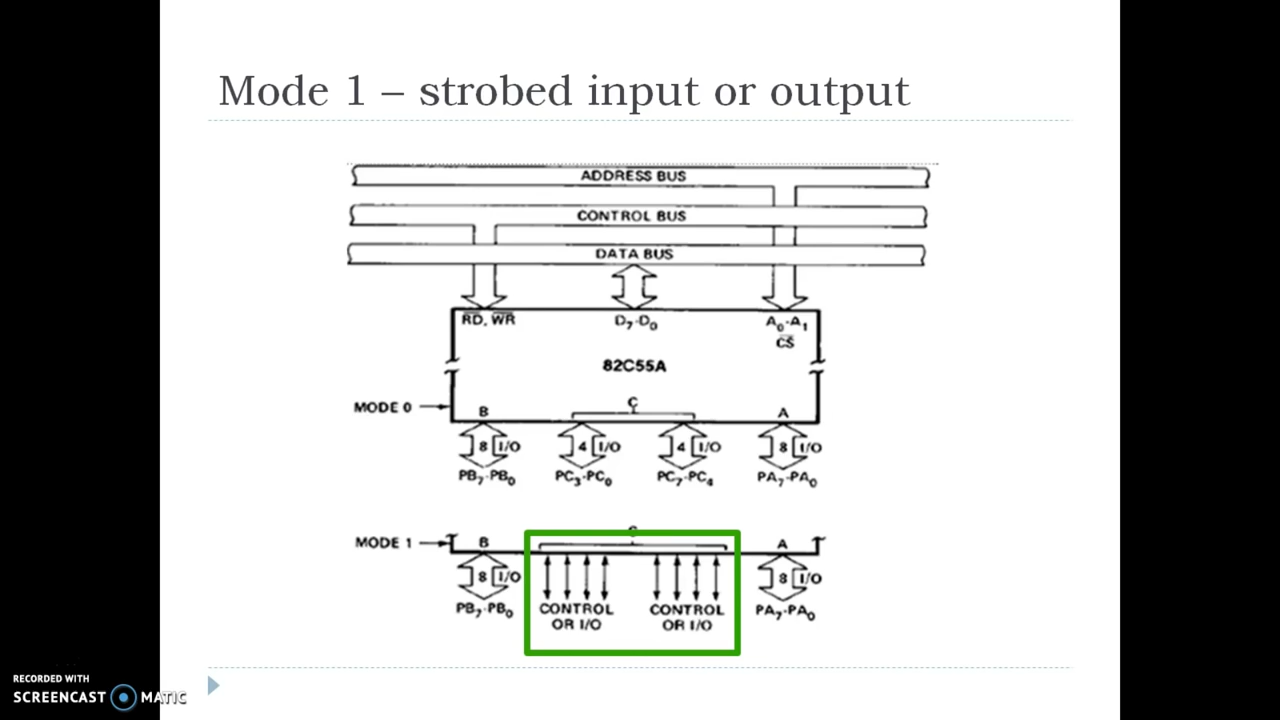 Mode 1 – strobed input or output
ADDRESS BUS
CONTROL BUS
DATA BUS
RD, WR
D7-D0
A0-A1
CS
82C55A
MODE 0
B
C
A
8 I/O
4 I/O
4 I/O
8 I/O
PB7-PB0
PC3-PC0
PC7-PC4
PA7-PA0
MODE 1
B
A
8 I/O
8 I/O
PB7-PB0
CONTROL
OR I/O
CONTROL
OR I/O
PA7-PA0
RECORDED WITH
SCREENCAST MATIC